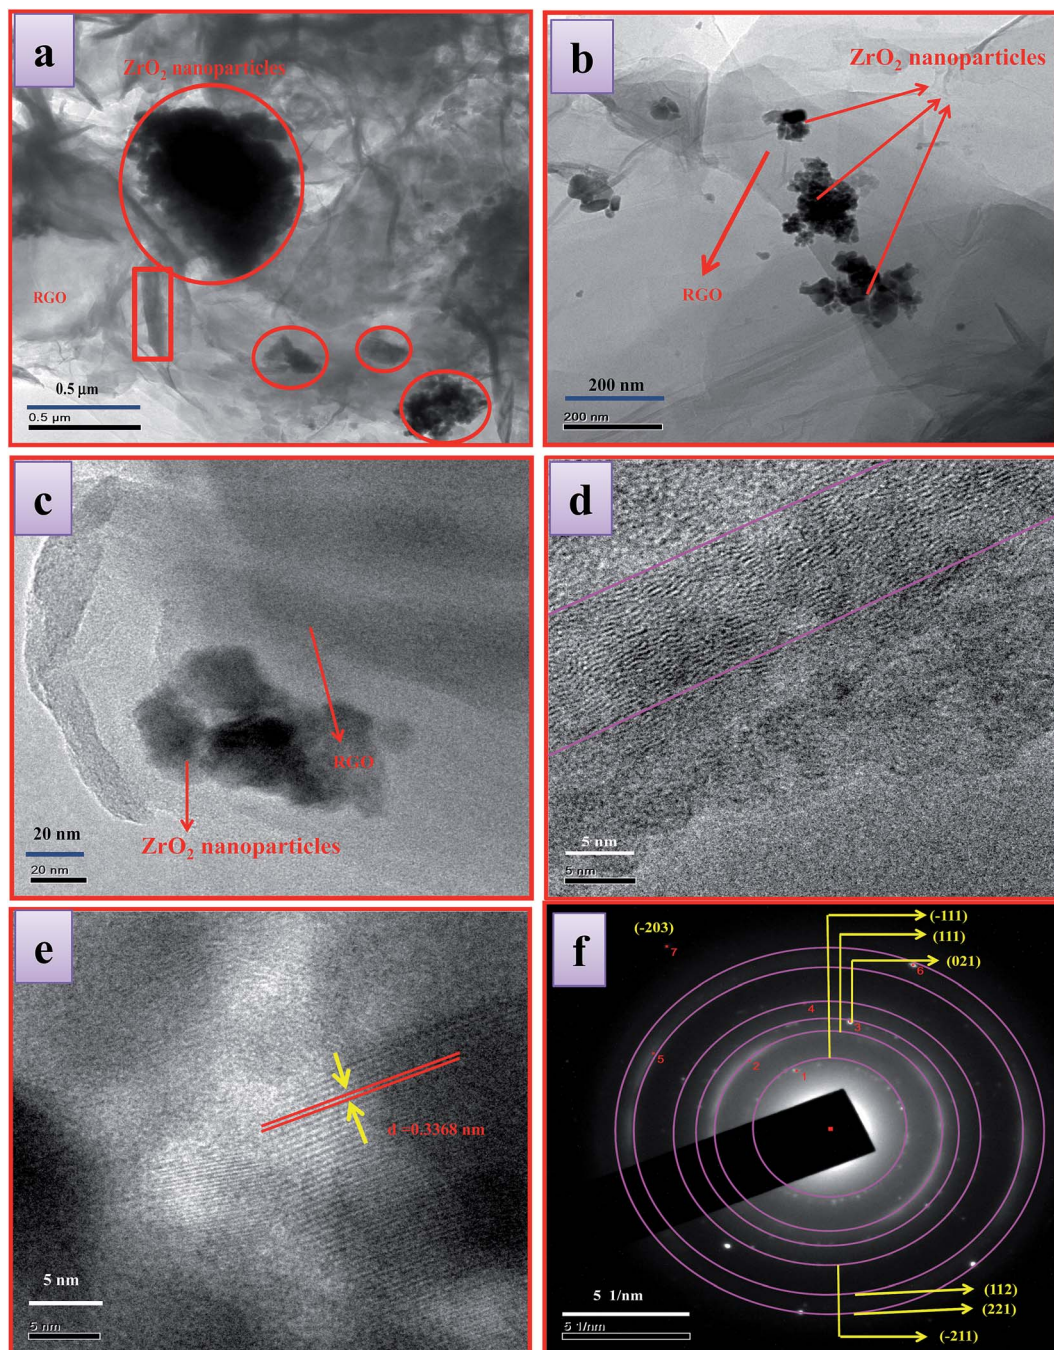 a
ZrO₂ nanoparticles
RGO
0.5 µm
0.5 µm
b
ZrO₂ nanoparticles
RGO
200 nm
200 nm
c
RGO
ZrO₂ nanoparticles
20 nm
20 nm
d
5 nm
5 nm
e
d =0.3368 nm
5 nm
5 nm
f
(-203)
(-111)
(111)
(021)
7
6
4
3
5
2
1
5 1/nm
5 1/nm
(112)
(221)
(-211)